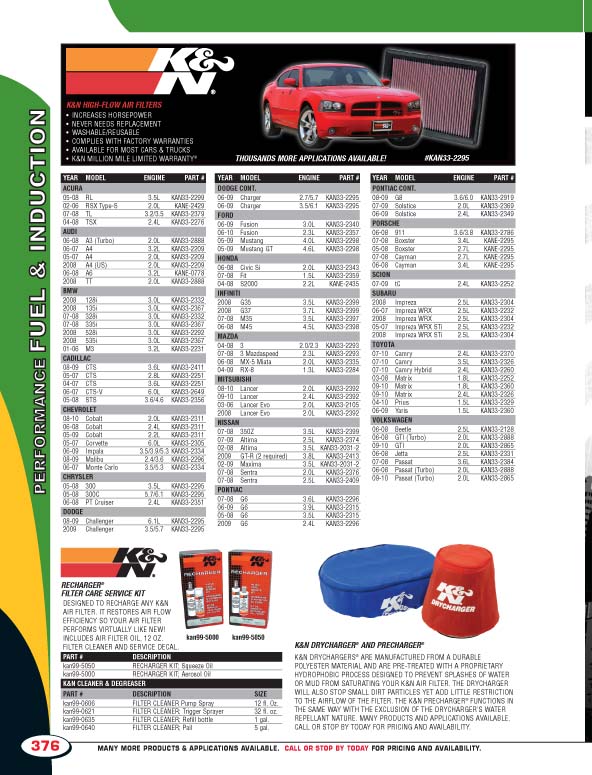 PERFORMANCE FUEL & INDUCTION
K&N®
K&N HIGH-FLOW AIR FILTERS
• INCREASES HORSEPOWER
• NEVER NEEDS REPLACEMENT
• WASHABLE/REUSABLE
• COMPLIES WITH FACTORY WARRANTIES
• AVAILABLE FOR MOST CARS & TRUCKS
• K&N MILLION MILE LIMITED WARRANTY®
THOUSANDS MORE APPLICATIONS AVAILABLE!
#KAN33-2295
YEAR MODEL ENGINE PART #
ACURA
05-08 RL 3.5L KAN33-2299
02-06 RSX Type-S 2.0L KANE-2429
07-08 TL 3.2/3.5 KAN33-2379
04-08 TSX 2.4L KAN33-2276
AUDI
06-08 A3 (Turbo) 2.0L KAN33-2888
06-07 A4 3.2L KAN33-2209
05-07 A4 2.0L KAN33-2209
2008 A4 (US) 2.0L KAN33-2209
06-08 A6 3.2L KANE-0778
2008 TT 2.0L KAN33-2888
BMW
2008 128i 3.0L KAN33-2332
2008 135i 3.0L KAN33-2367
07-08 328i 3.0L KAN33-2332
07-08 335i 3.0L KAN33-2367
2008 528i 3.0L KAN33-2292
2008 535i 3.0L KAN33-2367
01-06 M3 3.2L KAN33-2231
CADILLAC
08-09 CTS 3.6L KAN33-2411
05-07 CTS 2.8L KAN33-2251
04-07 CTS 3.6L KAN33-2251
06-07 CTS-V 6.0L KAN33-2649
05-08 STS 3.6/4.6 KAN33-2356
CHEVROLET
08-10 Cobalt 2.0L KAN33-2311
06-08 Cobalt 2.4L KAN33-2311
05-09 Cobalt 2.2L KAN33-2311
05-07 Corvette 6.0L KAN33-2305
06-09 Impala 3.5/3.9/5.3 KAN33-2334
08-09 Malibu 2.4/3.6 KAN33-2296
06-07 Monte Carlo 3.5/5.3 KAN33-2334
CHRYSLER
05-08 300 3.5L KAN33-2295
05-08 300C 5.7/6.1 KAN33-2295
06-08 PT Cruiser 2.4L KAN33-2351
DODGE
08-09 Challenger 6.1L KAN33-2295
2009 Challenger 3.5/5.7 KAN33-2295
YEAR MODEL ENGINE PART #
DODGE CONT.
06-09 Charger 2.7/5.7 KAN33-2295
06-09 Charger 3.5/6.1 KAN33-2295
FORD
06-09 Fusion 3.0L KAN33-2340
06-10 Fusion 2.3L KAN33-2357
05-09 Mustang 4.0L KAN33-2298
05-09 Mustang GT 4.6L KAN33-2298
HONDA
06-08 Civic Si 2.0L KAN33-2343
07-08 Fit 1.5L KAN33-2359
04-08 S2000 2.2L KANE-2435
INFINITI
2008 G35 3.5L KAN33-2399
2008 G37 3.7L KAN33-2399
07-08 M35 3.5L KAN33-2397
06-08 M45 4.5L KAN33-2398
MAZDA
04-08 3 2.0/2.3 KAN33-2293
07-08 3 Mazdaspeed 2.3L KAN33-2293
06-08 MX-5 Miata 2.0L KAN33-2335
04-09 RX-8 1.3L KAN33-2284
MITSUBISHI
08-10 Lancer 2.0L KAN33-2392
09-10 Lancer 2.4L KAN33-2392
03-06 Lancer Evo 2.0L KAN33-2105
2008 Lancer Evo 2.0L KAN33-2392
NISSAN
07-08 350Z 3.5L KAN33-2399
07-09 Altima 2.5L KAN33-2374
02-08 Altima 3.5L KAN33-2031-2
2009 GT-R (2 required) 3.8L KAN33-2413
02-09 Maxima 3.5L KAN33-2031-2
07-08 Sentra 2.0L KAN33-2376
07-08 Sentra 2.5L KAN33-2409
PONTIAC
07-08 G6 3.6L KAN33-2296
06-09 G6 3.9L KAN33-2315
05-08 G6 3.5L KAN33-2315
2009 G6 2.4L KAN33-2296
YEAR MODEL ENGINE PART #
PONTIAC CONT.
08-09 G8 3.6/6.0 KAN33-2919
07-09 Solstice 2.0L KAN33-2369
06-09 Solstice 2.4L KAN33-2349
PORSCHE
06-08 911 3.6/3.8 KAN33-2786
07-08 Boxster 3.4L KANE-2295
05-08 Boxster 2.7L KANE-2295
07-08 Cayman 2.7L KANE-2295
06-08 Cayman 3.4L KANE-2295
SCION
07-09 tC 2.4L KAN33-2252
SUBARU
2008 Impreza 2.5L KAN33-2304
06-07 Impreza WRX 2.5L KAN33-2232
2008 Impreza WRX 2.5L KAN33-2304
05-07 Impreza WRX STi 2.5L KAN33-2232
2008 Impreza WRX STi 2.5L KAN33-2304
TOYOTA
07-10 Camry 2.4L KAN33-2370
07-10 Camry 3.5L KAN33-2326
07-10 Camry Hybrid 2.4L KAN33-2260
03-08 Matrix 1.8L KAN33-2252
09-10 Matrix 1.8L KAN33-2360
09-10 Matrix 2.4L KAN33-2326
04-10 Prius 1.5L KAN33-2329
06-09 Yaris 1.5L KAN33-2360
VOLKSWAGEN
06-08 Beetle 2.5L KAN33-2128
06-08 GTI (Turbo) 2.0L KAN33-2888
09-10 GTI 2.0L KAN33-2865
06-08 Jetta 2.5L KAN33-2331
07-08 Passat 3.6L KAN33-2384
06-08 Passat (Turbo) 2.0L KAN33-2888
09-10 Passat (Turbo) 2.0L KAN33-2865
K&N®
RECHARGER
RECHARGER
kan99-5000
kan99-5050
RECHARGER®
FILTER CARE SERVICE KIT
DESIGNED TO RECHARGE ANY K&N
AIR FILTER. IT RESTORES AIR FLOW
EFFICIENCY SO YOUR AIR FILTER
PERFORMS VIRTUALLY LIKE NEW!
INCLUDES AIR FILTER OIL, 12 OZ.
FILTER CLEANER AND SERVICE DECAL.
PART # DESCRIPTION
kan99-5050 RECHARGER KIT; Squeeze Oil
kan99-5000 RECHARGER KIT; Aerosol Oil
K&N CLEANER & DEGREASER
PART # DESCRIPTION SIZE
kan99-0606 FILTER CLEANER; Pump Spray 12 fl. Oz.
kan99-0621 FILTER CLEANER; Trigger Sprayer 32 fl. oz.
kan99-0635 FILTER CLEANER; Refill bottle 1 gal.
kan99-0640 FILTER CLEANER; Pail 5 gal.
K&N
K&N
DRYCHARGER
K&N DRYCHARGERS® AND PRECHARGER®
K&N DRYCHARGERS® ARE MANUFACTURED FROM A DURABLE
POLYESTER MATERIAL AND ARE PRE-TREATED WITH A PROPRIETARY
HYDROPHOBIC PROCESS DESIGNED TO PREVENT SPLASHES OF WATER
OR MUD FROM SATURATING YOUR K&N AIR FILTER. THE DRYCHARGER
WILL ALSO STOP SMALL DIRT PARTICLES YET ADD LITTLE RESTRICTION
TO THE AIRFLOW OF THE FILTER. THE K&N PRECHARGER® FUNCTIONS IN
THE SAME WAY WITH THE EXCLUSION OF THE DRYCHARGER'S WATER
REPELLANT NATURE. MANY PRODUCTS AND APPLICATIONS AVAILABLE.
CALL OR STOP BY TODAY FOR PRICING AND AVAILABILITY.
376
MANY MORE PRODUCTS & APPLICATIONS AVAILABLE. CALL OR STOP BY TODAY FOR PRICING AND AVAILABILITY.